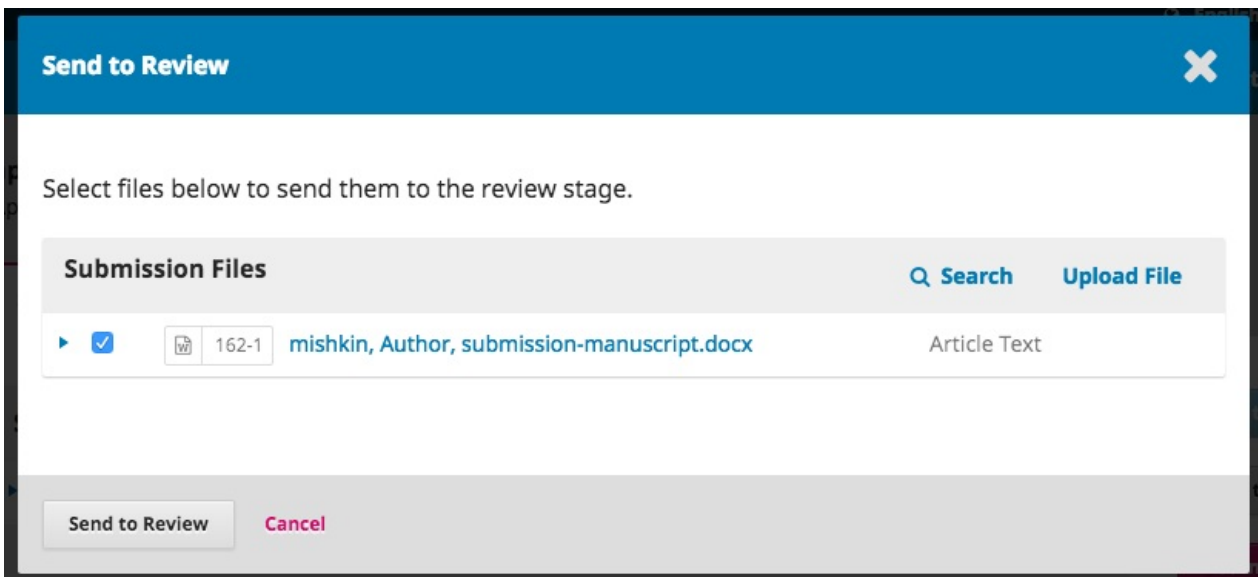 English
Send to Review
Select files below to send them to the review stage.
Submission Files
Search Upload File
162-1 mishkin, Author, submission-manuscript.docx Article Text
Send to Review Cancel